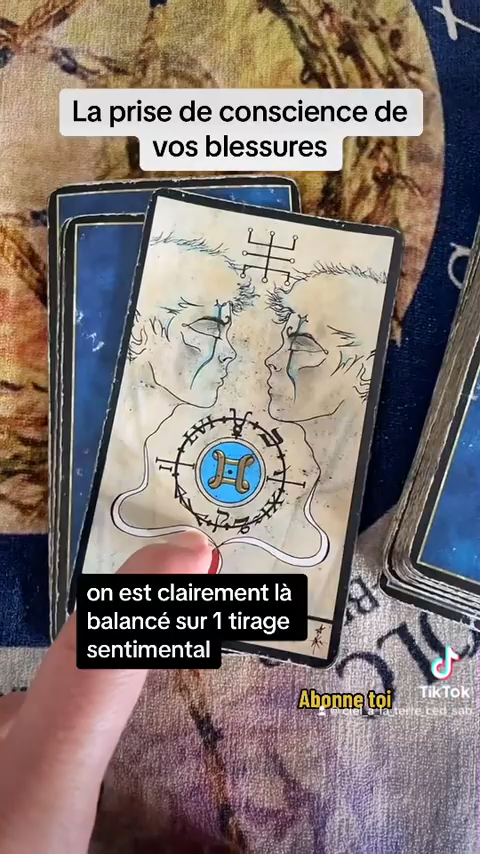 La prise de conscience de
vos blessures
on est clairement là
balancé sur 1 tirage
sentimental
Abonne toi
TikTok